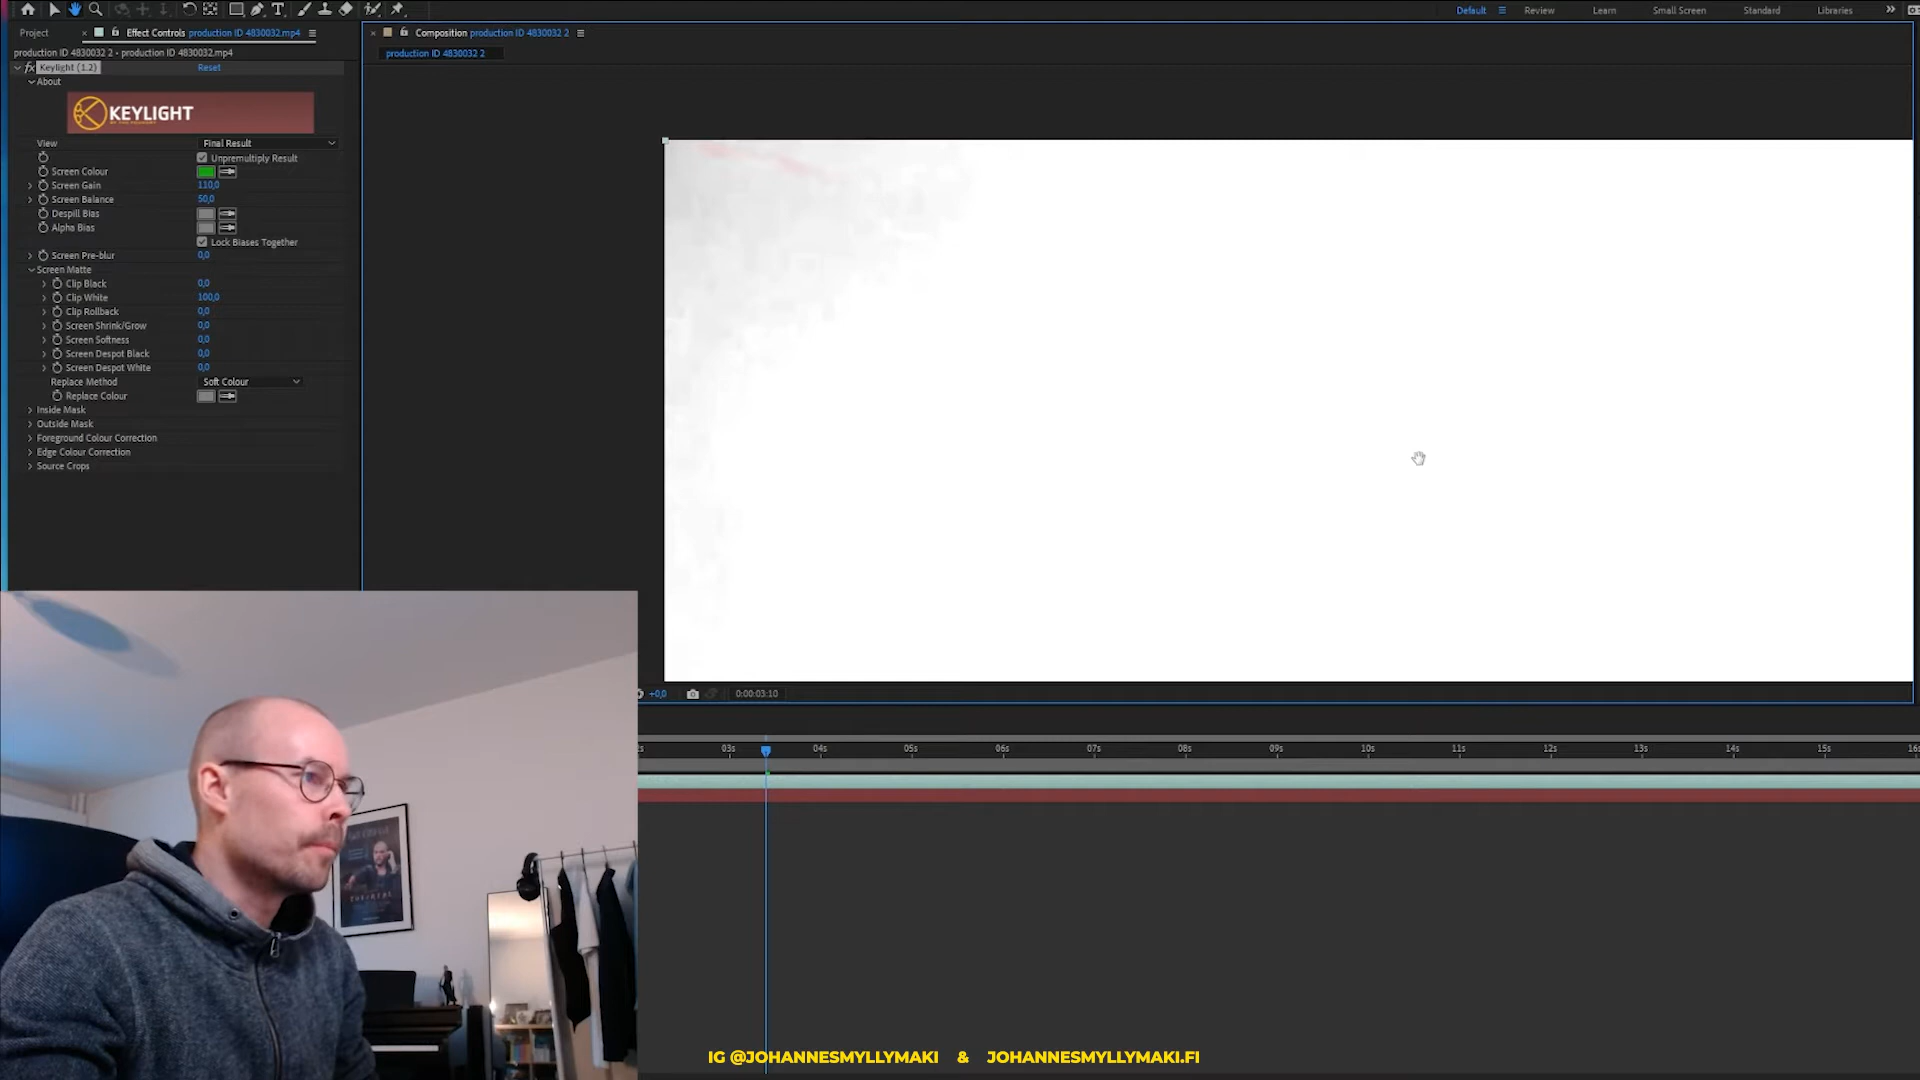 Default
Review
Learn
Small Screen
Standard
Libraries
Project
Effect Controls production ID 4830032.mp4
Composition production ID 4830032 2
production ID 4830032 2 • production ID 4830032.mp4
production ID 4830032 2
fx Keylight (1.2)
Reset
About
KEYLIGHT
View
Final Result
Unpremultiply Result
Screen Colour
Screen Gain
110,0
Screen Balance
50,0
Despill Bias
Alpha Bias
Lock Biases Together
Screen Pre-blur
0,0
Screen Matte
Clip Black
0,0
Clip White
100,0
Clip Rollback
0,0
Screen Shrink/Grow
0,0
Screen Softness
0,0
Screen Despot Black
0,0
Screen Despot White
0,0
Replace Method
Soft Colour
Replace Colour
Inside Mask
Outside Mask
Foreground Colour Correction
Edge Colour Correction
Source Crops
+0,0
0:00:03:10
03s
04s
05s
06s
07s
08s
09s
10s
11s
12s
13s
14s
15s
IG @JOHANNESMYLLYMAKI & JOHANNESMYLLYMAKI.FI